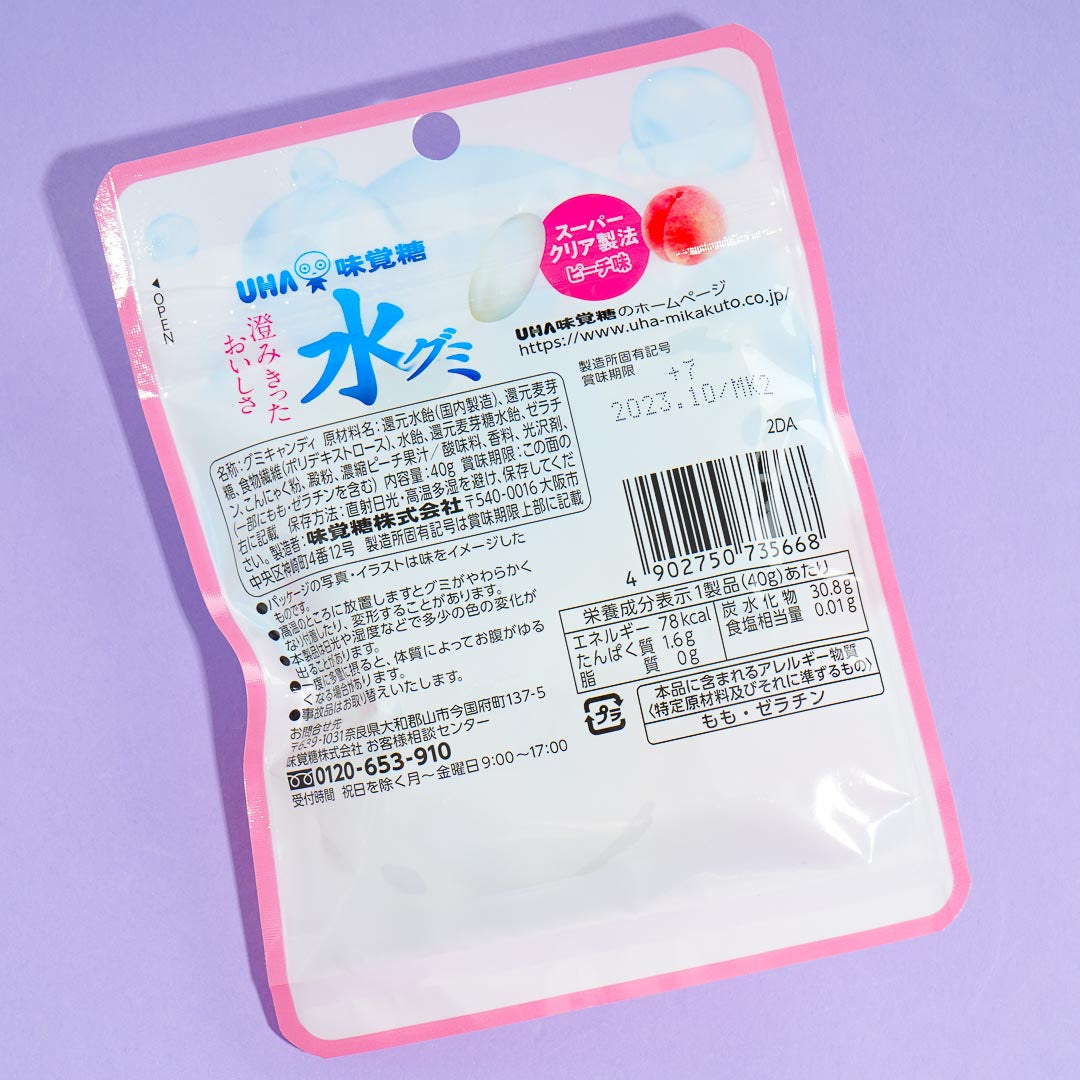 OPEN
UHA味覚糖
澄みきった
おいしさ
水グミ
スーパー
クリア製法
ピーチ味
UHA味覚糖のホームページ
https://www.uha-mikakuto.co.jp/
製造所固有記号
賞味期限
+7
2023.10/MK2
2DA
名称:グミキャンディ 原材料名:還元水飴(国内製造)、還元麦芽
糖、食物繊維(ポリデキストロース)、水飴、還元麦芽糖水飴、ゼラチ
ン、こんにゃく粉、澱粉、濃縮ピーチ果汁/酸味料、香料、光沢剤、
(一部にもも・ゼラチンを含む) 内容量:40g 賞味期限:この面の
右に記載 保存方法:直射日光・高温多湿を避け、保存してくだ
さい。製造者:味覚糖株式会社 〒540-0016大阪市
中央区神崎町4番12号 製造所固有記号は賞味期限上部に記載
●パッケージの写真・イラストは味をイメージした
ものです。
●高温のところに放置しますとグミがやわらかく
なり付着したり、変形することがあります。
●本製品は日光や湿度などで多少の色の変化が
出ることがあります。
●一度に多量に摂ると、体質によってお腹がゆる
くなる場合があります。
●事故品はお取り替えいたします。
お問合せ先
〒639-1031奈良県大和郡山市今国府町137-5
味覚糖株式会社 お客様相談センター
0120-653-910
受付時間 祝日を除く月~金曜日9:00~17:00
4 902750 735668
栄養成分表示1製品(40g)あたり
エネルギー 78kcal
たんぱく質 1.6g
脂質 0g
炭水化物 30.8g
食塩相当量 0.01g
プラ
本品に含まれるアレルギー物質
(特定原材料及びそれに準ずるもの)
もも・ゼラチン